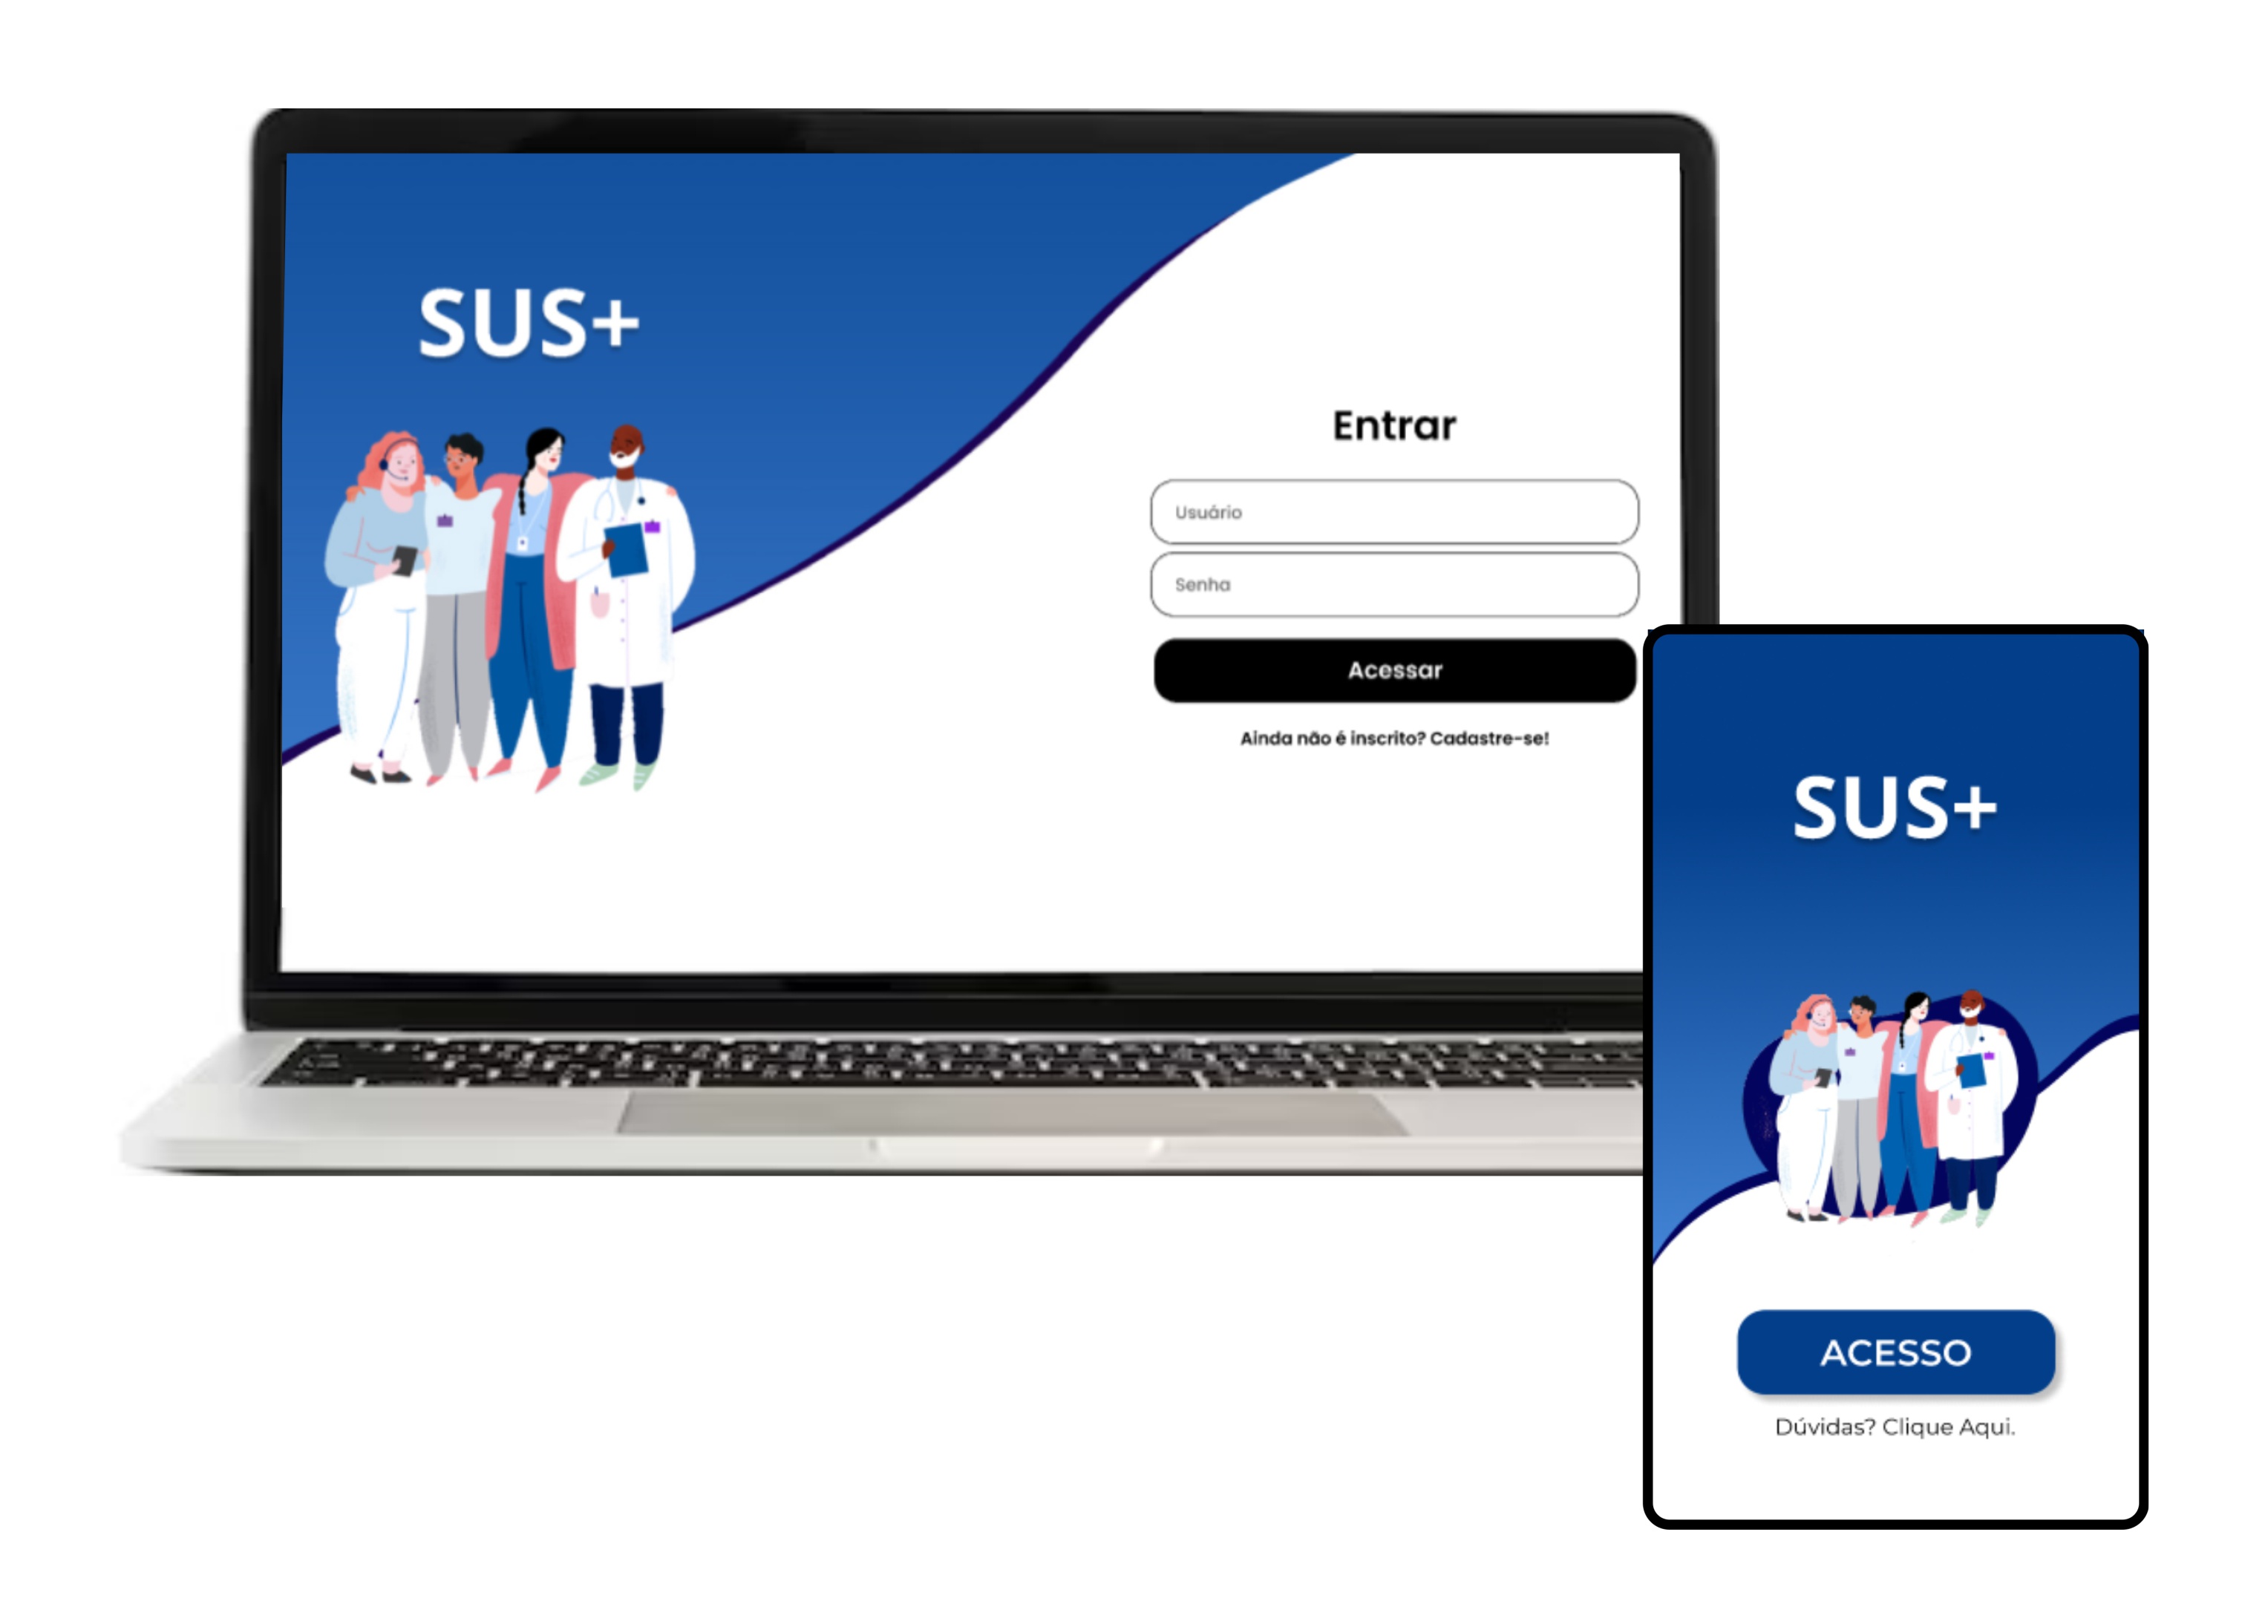 SUS+
Entrar
Usuário
Senha
Acessar
Ainda não é inscrito? Cadastre-se!
SUS+
ACESSO
Dúvidas? Clique Aqui.